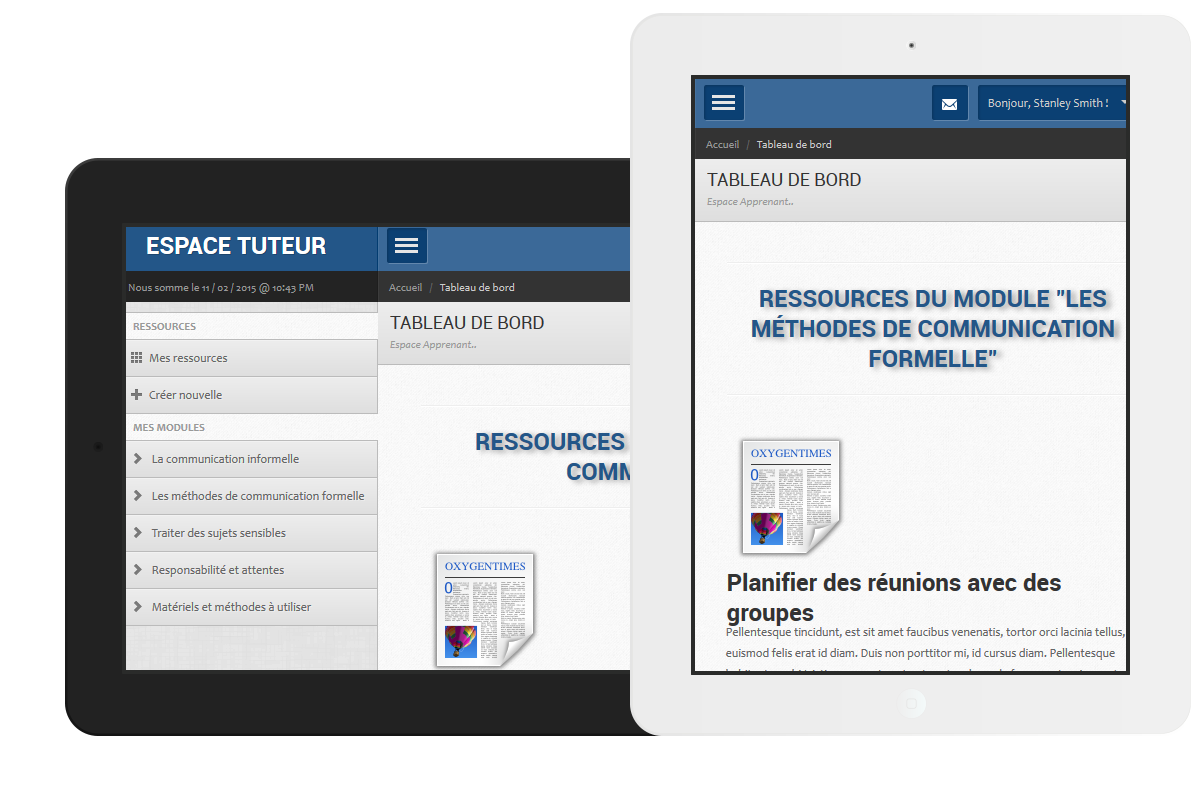 ESPACE TUTEUR
Nous somme le 11 / 02 / 2015 @ 10:43 PM
RESSOURCES
Mes ressources
Créer nouvelle
MES MODULES
La communication informelle
Les méthodes de communication formelle
Traiter des sujets sensibles
Responsabilité et attentes
Matériels et méthodes à utiliser
Accueil / Tableau de bord
TABLEAU DE BORD
Espace Apprenant..
RESSOURCES
COMM
OXYGENTIMES
Bonjour, Stanley Smith !
Accueil / Tableau de bord
TABLEAU DE BORD
Espace Apprenant..
RESSOURCES DU MODULE "LES
MÉTHODES DE COMMUNICATION
FORMELLE"
OXYGENTIMES
Planifier des réunions avec des
groupes
Pellentesque tincidunt, est sit amet faucibus venenatis, tortor orci lacinia tellus,
euismod felis erat id diam. Duis non porttitor mi, id cursus diam. Pellentesque